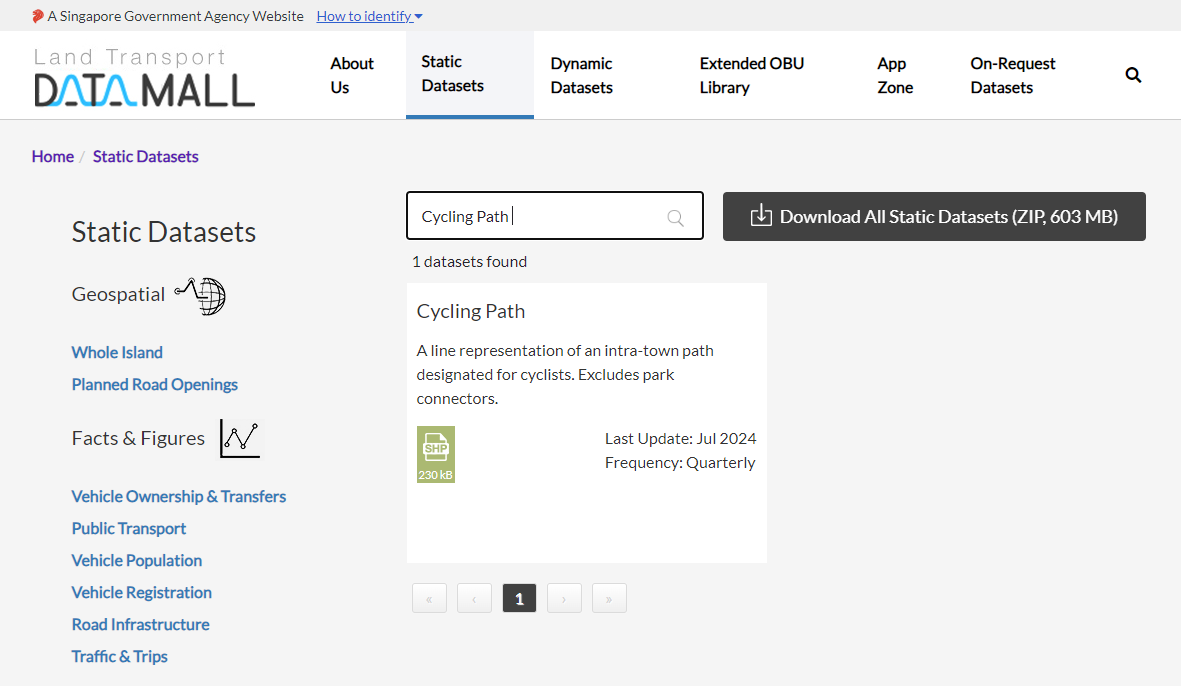 A Singapore Government Agency Website How to identify
Land Transport
DATA MALL
About Us
Static Datasets
Dynamic Datasets
Extended OBU Library
App Zone
On-Request Datasets
Home / Static Datasets
Static Datasets
Geospatial
Whole Island
Planned Road Openings
Facts & Figures
Vehicle Ownership & Transfers
Public Transport
Vehicle Population
Vehicle Registration
Road Infrastructure
Traffic & Trips
Cycling Path
Download All Static Datasets (ZIP, 603 MB)
1 datasets found
Cycling Path
A line representation of an intra-town path
designated for cyclists. Excludes park
connectors.
SHP
230 kB
Last Update: Jul 2024
Frequency: Quarterly
« ‹ 1 › »